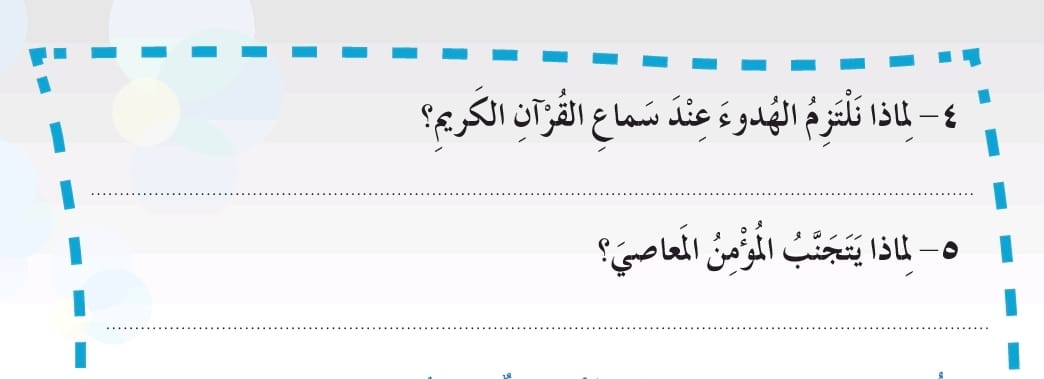 ٤- لِماذا نَلْتَزِمُ الهُدوءَ عِنْدَ سَماعِ القُرْآنِ الكَريمِ؟
٥- لِماذا يَتَجَنَّبُ المُؤْمِنُ المَعاصيَ؟